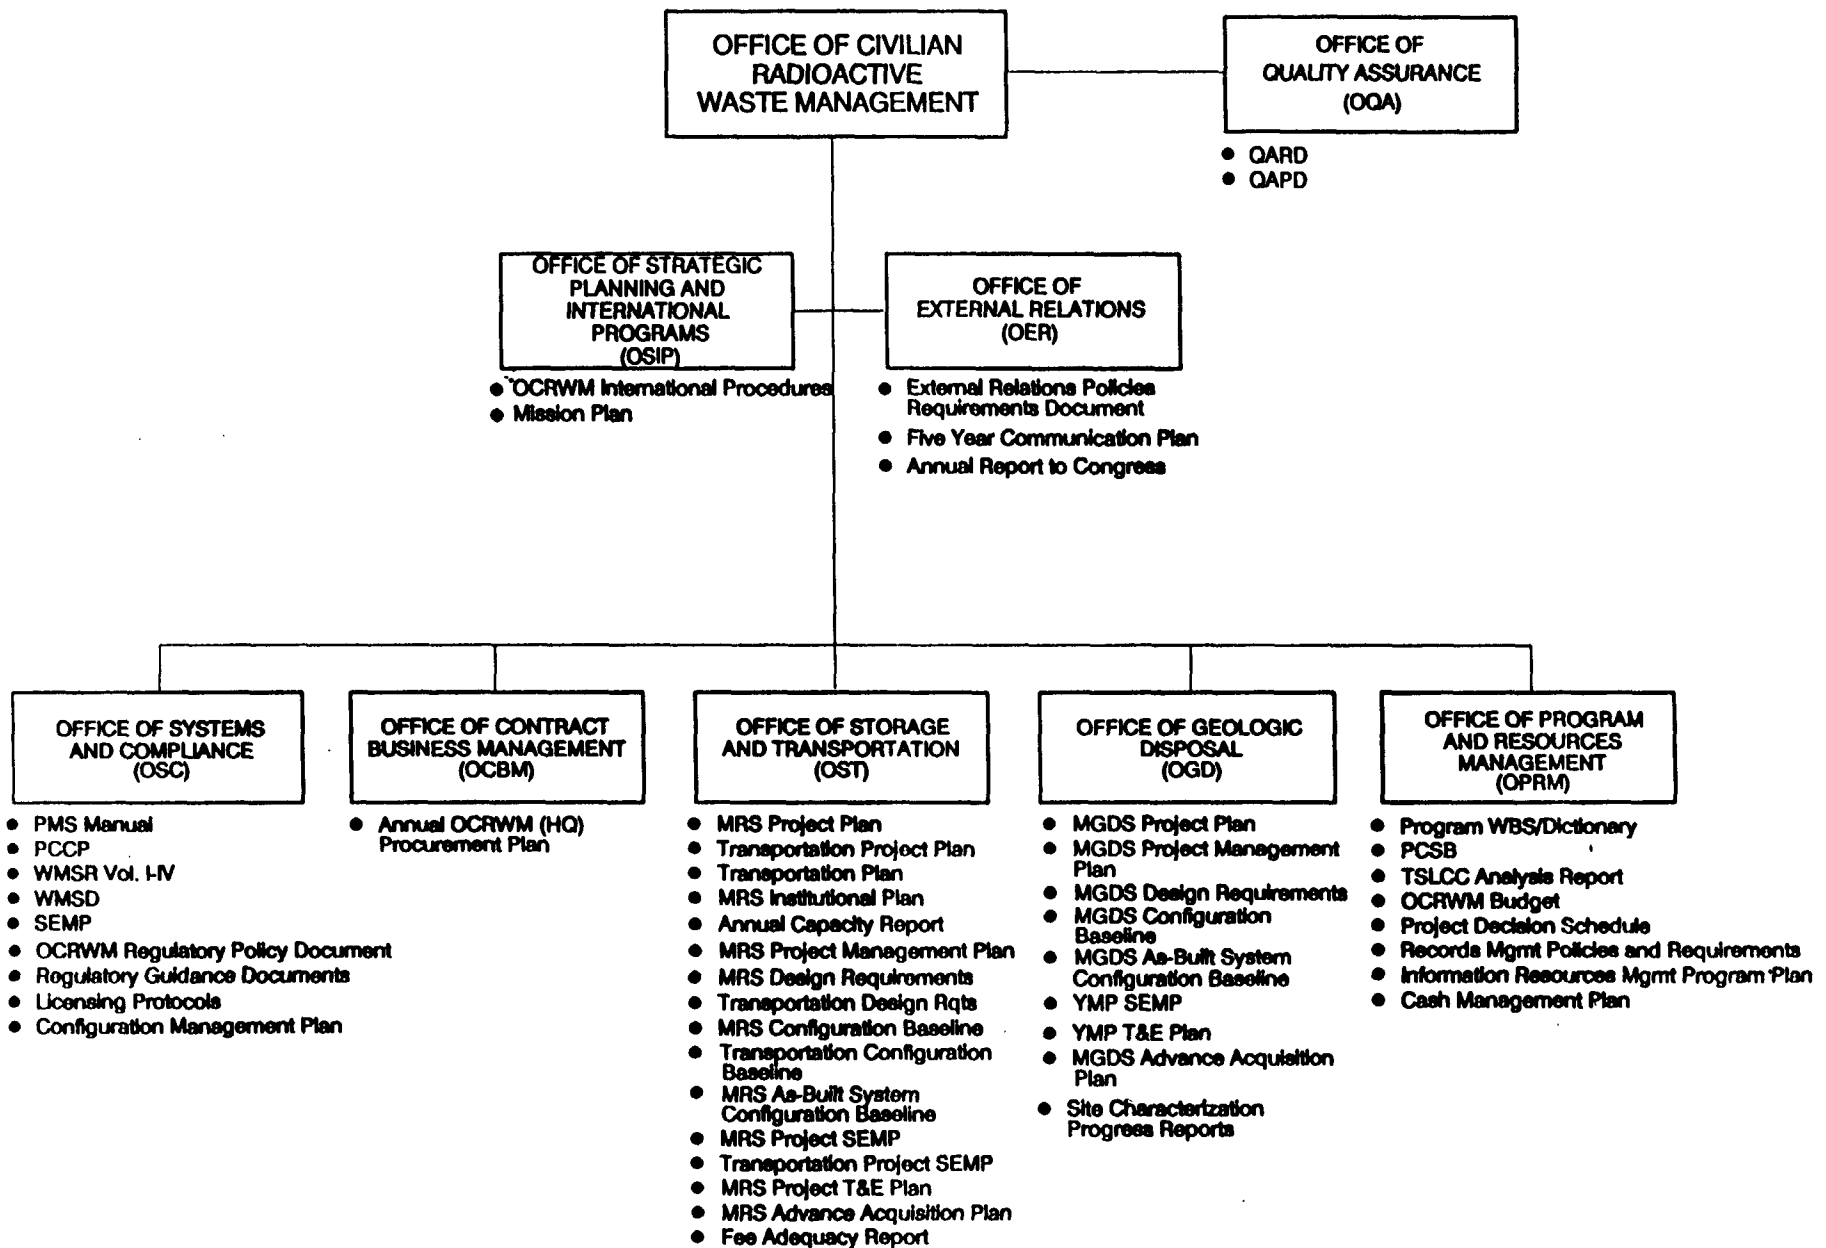 OFFICE OF CIVILIAN
RADIOACTIVE
WASTE MANAGEMENT
OFFICE OF
QUALITY ASSURANCE
(OQA)
● QARD
● QAPD
OFFICE OF STRATEGIC
PLANNING AND
INTERNATIONAL
PROGRAMS
(OSIP)
● OCRWM International Procedures
● Mission Plan
OFFICE OF
EXTERNAL RELATIONS
(OER)
● External Relations Policies
Requirements Document
● Five Year Communication Plan
● Annual Report to Congress
OFFICE OF SYSTEMS
AND COMPLIANCE
(OSC)
● PMS Manual
● PCCP
● WMSR Vol. I-IV
● WMSD
● SEMP
● OCRWM Regulatory Policy Document
● Regulatory Guidance Documents
● Licensing Protocols
● Configuration Management Plan
OFFICE OF CONTRACT
BUSINESS MANAGEMENT
(OCBM)
● Annual OCRWM (HQ)
Procurement Plan
OFFICE OF STORAGE
AND TRANSPORTATION
(OST)
● MRS Project Plan
● Transportation Project Plan
● Transportation Plan
● MRS Institutional Plan
● Annual Capacity Report
● MRS Project Management Plan
● MRS Design Requirements
● Transportation Design Rqts
● MRS Configuration Baseline
● Transportation Configuration
Baseline
● MRS As-Built System
Configuration Baseline
● MRS Project SEMP
● Transportation Project SEMP
● MRS Project T&E Plan
● MRS Advance Acquisition Plan
● Fee Adequacy Report
OFFICE OF GEOLOGIC
DISPOSAL
(OGD)
● MGDS Project Plan
● MGDS Project Management
Plan
● MGDS Design Requirements
● MGDS Configuration
Baseline
● MGDS As-Built System
Configuration Baseline
● YMP SEMP
● YMP T&E Plan
● MGDS Advance Acquisition
Plan
● Site Characterization
Progress Reports
OFFICE OF PROGRAM
AND RESOURCES
MANAGEMENT
(OPRM)
● Program WBS/Dictionary
● PCSB
● TSLCC Analysis Report
● OCRWM Budget
● Project Decision Schedule
● Records Mgmt Policies and Requirements
● Information Resources Mgmt Program Plan
● Cash Management Plan